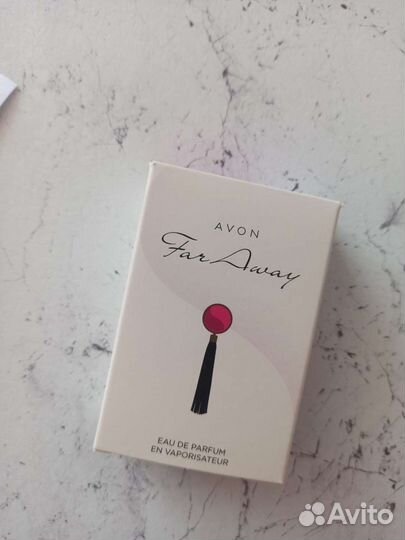 AVON
Far Away
EAU DE PARFUM
EN VAPORISATEUR
Avito